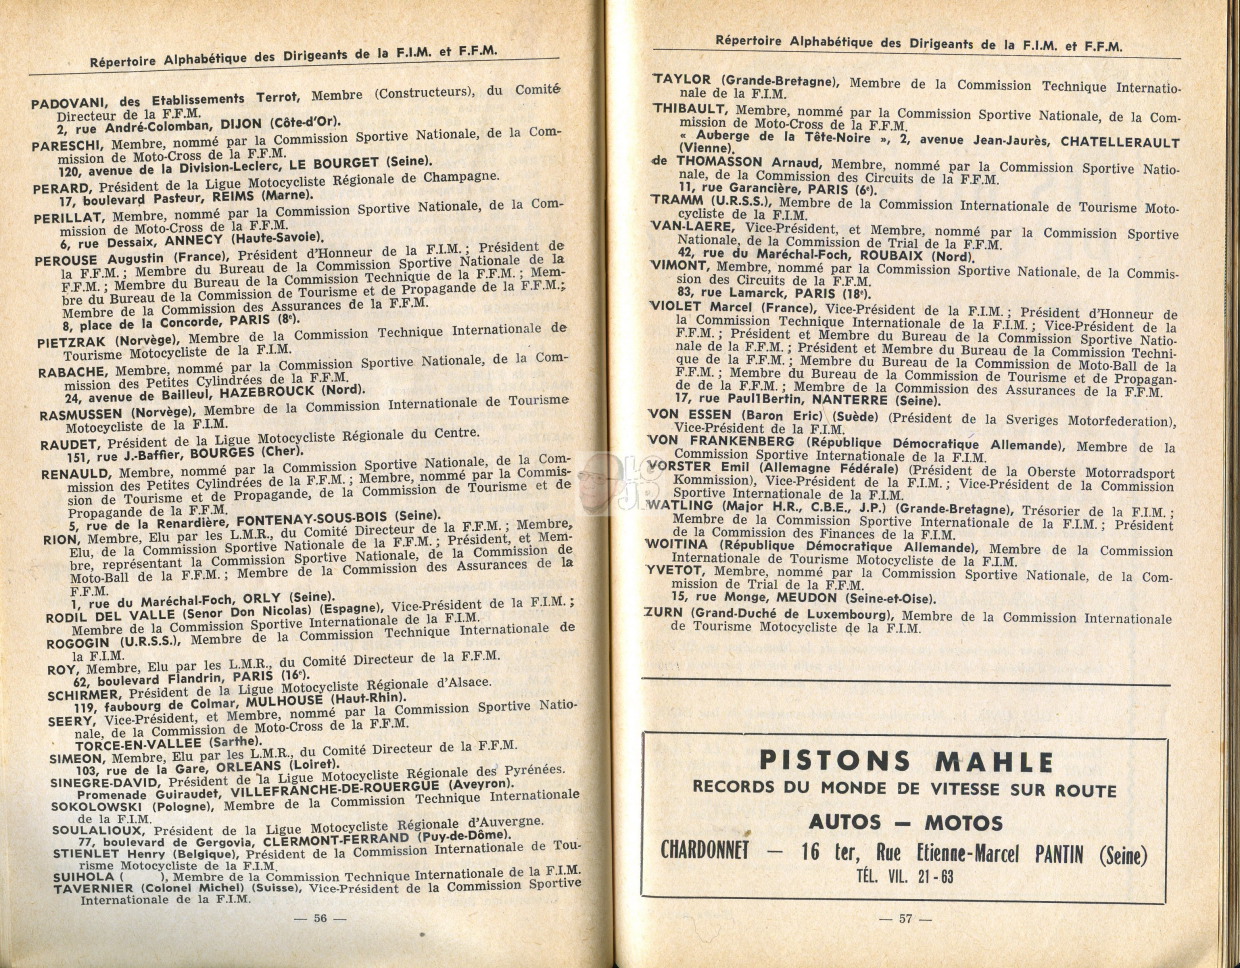 Répertoire Alphabétique des Dirigeants de la F.I.M. et F.F.M.
PADOVANI, des Etablissements Terrot, Membre (Constructeurs), du Comité
Directeur de la F.F.M.
2, rue André-Colomban, DIJON (Côte-d'Or).
PARESCHI, Membre, nommé par la Commission Sportive Nationale, de la Com-
mission de Moto-Cross de la F.F.M.
120, avenue de la Division-Leclerc, LE BOURGET (Seine).
PERARD, Président de la Ligue Motocycliste Régionale de Champagne.
17, boulevard Pasteur, REIMS (Marne).
PERILLAT, Membre, nommé par la Commission Sportive Nationale, de la Com-
mission de Moto-Cross de la F.F.M.
6, rue Dessaix, ANNECY (Haute-Savoie).
PEROUSE Augustin (France), Président d'Honneur de la F.I.M. ; Président de
la F.F.M. ; Membre du Bureau de la Commission Sportive Nationale de la
F.F.M. ; Membre du Bureau de la Commission Technique de la F.F.M. ; Mem-
bre du Bureau de la Commission de Tourisme et de Propagande de la F.F.M.;
Membre de la Commission des Assurances de la F.F.M.
8, place de la Concorde, PARIS (8e).
PIETZRAK (Norvège), Membre de la Commission Technique Internationale de
Tourisme Motocycliste de la F.I.M.
RABACHE, Membre, nommé par la Commission Sportive Nationale, de la Com-
mission des Petites Cylindrées de la F.F.M.
24, avenue de Bailleul, HAZEBROUCK (Nord).
RASMUSSEN (Norvège), Membre de la Commission Internationale de Tourisme
Motocycliste de la F.I.M.
RAUDET, Président de la Ligue Motocycliste Régionale du Centre.
151, rue J.-Baffier, BOURGES (Cher).
RENAULD, Membre, nommé par la Commission Sportive Nationale, de la Com-
mission des Petites Cylindrées de la F.F.M. ; Membre, nommé par la Commis-
sion de Tourisme et de Propagande, de la Commission de Tourisme et de
Propagande de la F.F.M.
5, rue de la Renardière, FONTENAY-SOUS-BOIS (Seine).
RION, Membre, Elu par les L.M.R., du Comité Directeur de la F.F.M. ; Membre,
Elu, de la Commission Sportive Nationale de la F.F.M. ; Président, et Mem-
bre, représentant la Commission Sportive Nationale, de la Commission de
Moto-Ball de la F.F.M. ; Membre de la Commission des Assurances de la
F.F.M.
1, rue du Maréchal-Foch, ORLY (Seine).
RODIL DEL VALLE (Senor Don Nicolas) (Espagne), Vice-Président de la F.I.M. ;
Membre de la Commission Sportive Internationale de la F.I.M.
ROGOGIN (U.R.S.S.), Membre de la Commission Technique Internationale de
la F.I.M.
ROY, Membre, Elu par les L.M.R., du Comité Directeur de la F.F.M.
62, boulevard Flandrin, PARIS (16e).
SCHIRMER, Président de la Ligue Motocycliste Régionale d'Alsace.
119, faubourg de Colmar, MULHOUSE (Haut-Rhin).
SEERY, Vice-Président, et Membre, nommé par la Commission Sportive Natio-
nale, de la Commission de Moto-Cross de la F.F.M.
TORCE-EN-VALLEE (Sarthe).
SIMEON, Membre, Elu par les L.M.R., du Comité Directeur de la F.F.M.
103, rue de la Gare, ORLEANS (Loiret).
SINEGRE-DAVID, Président de la Ligue Motocycliste Régionale des Pyrénées.
Promenade Guiraudet, VILLEFRANCHE-DE-ROUERGUE (Aveyron).
SOKOLOWSKI (Pologne), Membre de la Commission Technique Internationale
de la F.I.M.
SOULALIOUX, Président de la Ligue Motocycliste Régionale d'Auvergne.
77, boulevard de Gergovia, CLERMONT-FERRAND (Puy-de-Dôme).
STIENLET Henry (Belgique), Président de la Commission Internationale de Tou-
risme Motocycliste de la F.I.M.
SUIHOLA ( ), Membre de la Commission Technique Internationale de la F.I.M.
TAVERNIER (Colonel Michel) (Suisse), Vice-Président de la Commission Sportive
Internationale de la F.I.M.
— 56 —
Répertoire Alphabétique des Dirigeants de la F.I.M. et F.F.M.
TAYLOR (Grande-Bretagne), Membre de la Commission Technique Internatio-
nale de la F.I.M.
THIBAULT, Membre, nommé par la Commission Sportive Nationale, de la Com-
mission de Moto-Cross de la F.F.M.
« Auberge de la Tête-Noire », 2, avenue Jean-Jaurès, CHATELLERAULT
(Vienne).
de THOMASSON Arnaud, Membre, nommé par la Commission Sportive Natio-
nale, de la Commission des Circuits de la F.F.M.
11, rue Garancière, PARIS (6e).
TRAMM (U.R.S.S.), Membre de la Commission Internationale de Tourisme Moto-
cycliste de la F.I.M.
VAN-LAERE, Vice-Président, et Membre, nommé par la Commission Sportive
Nationale, de la Commission de Trial de la F.F.M.
42, rue du Maréchal-Foch, ROUBAIX (Nord).
VIMONT, Membre, nommé par la Commission Sportive Nationale, de la Commis-
sion des Circuits de la F.F.M.
83, rue Lamarck, PARIS (18e).
VIOLET Marcel (France), Vice-Président de la F.I.M. ; Président d'Honneur de
la Commission Technique Internationale de la F.I.M. ; Vice-Président de la
F.F.M. ; Président et Membre du Bureau de la Commission Sportive Natio-
nale de la F.F.M. ; Président et Membre du Bureau de la Commission Techni-
que de la F.F.M. ; Membre du Bureau de la Commission de Moto-Ball de la
F.F.M. ; Membre du Bureau de la Commission de Tourisme et de Propagan-
de de la F.F.M. ; Membre de la Commission des Assurances de la F.F.M.
17, rue Paul1Bertin, NANTERRE (Seine).
VON ESSEN (Baron Eric) (Suède) (Président de la Sveriges Motorfederation),
Vice-Président de la F.I.M.
VON FRANKENBERG (République Démocratique Allemande), Membre de la
Commission Sportive Internationale de la F.I.M.
VORSTER Emil (Allemagne Fédérale) (Président de la Oberste Motorradsport
Kommission), Vice-Président de la F.I.M. ; Vice-Président de la Commission
Sportive Internationale de la F.I.M.
WATLING (Major H.R., C.B.E., J.P.) (Grande-Bretagne), Trésorier de la F.I.M. ;
Membre de la Commission Sportive Internationale de la F.I.M. ; Président
de la Commission des Finances de la F.I.M.
WOITINA (République Démocratique Allemande), Membre de la Commission
Internationale de Tourisme Motocycliste de la F.I.M.
YVETOT, Membre, nommé par la Commission Sportive Nationale, de la Com-
mission de Trial de la F.F.M.
15, rue Monge, MEUDON (Seine-et-Oise).
ZURN (Grand-Duché de Luxembourg), Membre de la Commission Internationale
de Tourisme Motocycliste de la F.I.M.
PISTONS MAHLE
RECORDS DU MONDE DE VITESSE SUR ROUTE
AUTOS — MOTOS
CHARDONNET — 16 ter, Rue Etienne-Marcel PANTIN (Seine)
TÉL. VIL. 21-63
— 57 —